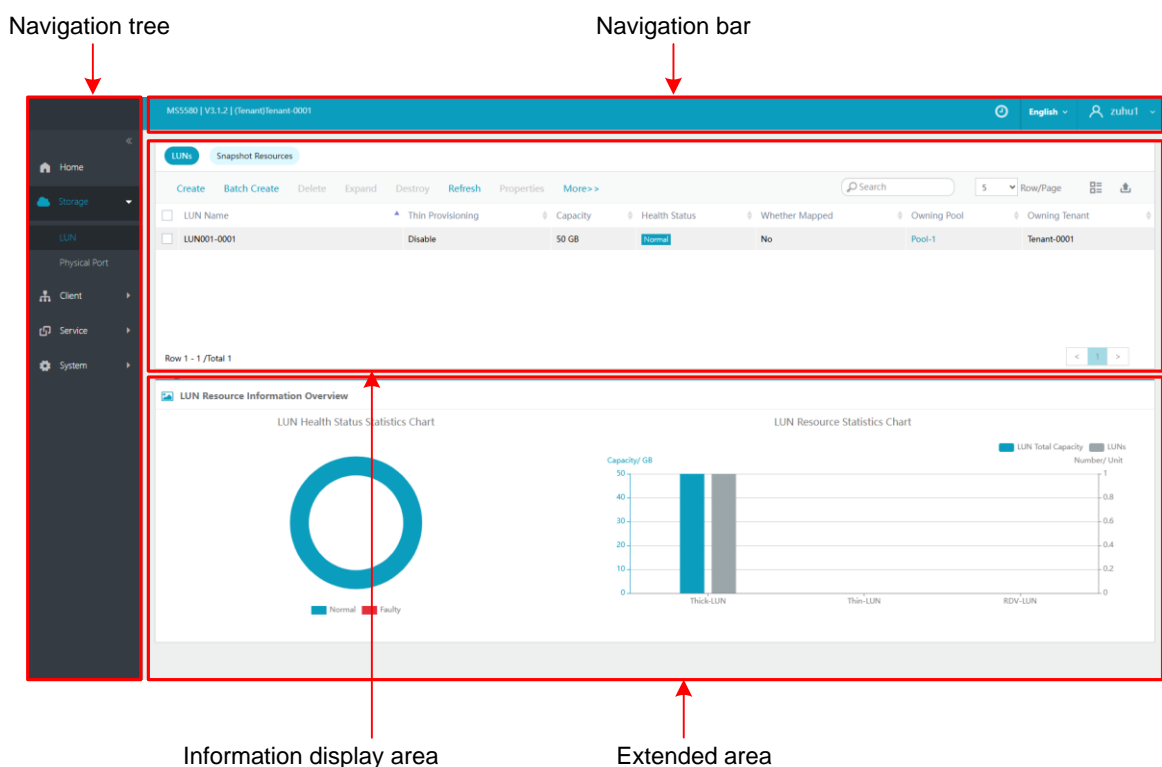 Navigation tree
Navigation bar
MS5580 | V3.1.2 | (Tenant)Tenant-0001
English
zuhu1
«
Home
Storage
LUN
Physical Port
Client
Service
System
LUNs
Snapshot Resources
Create
Batch Create
Delete
Expand
Destroy
Refresh
Properties
More>>
Search
5
Row/Page
LUN Name
Thin Provisioning
Capacity
Health Status
Whether Mapped
Owning Pool
Owning Tenant
LUN001-0001
Disable
50 GB
Normal
No
Pool-1
Tenant-0001
Row 1 - 1 /Total 1
< 1 >
LUN Resource Information Overview
LUN Health Status Statistics Chart
Normal
Faulty
LUN Resource Statistics Chart
LUN Total Capacity
LUNs
Capacity/ GB
Number/ Unit
50
40
30
20
10
0
1
0.8
0.6
0.4
0.2
0
Thick-LUN
Thin-LUN
RDV-LUN
Information display area
Extended area